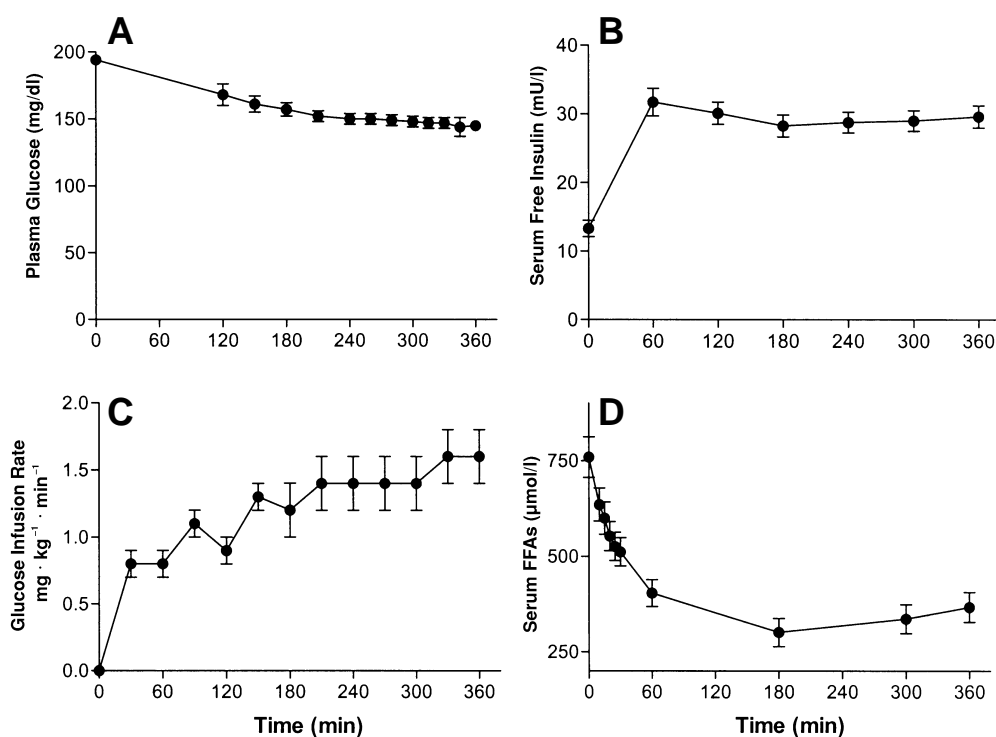 A
Plasma Glucose (mg/dl)
200
150
100
50
0
0 60 120 180 240 300 360
B
Serum Free Insulin (mU/l)
40
30
20
10
0
0 60 120 180 240 300 360
C
Glucose Infusion Rate
mg · kg⁻¹ · min⁻¹
2.0
1.5
1.0
0.5
0.0
0 60 120 180 240 300 360
Time (min)
D
Serum FFAs (µmol/l)
750
500
250
0 60 120 180 240 300 360
Time (min)